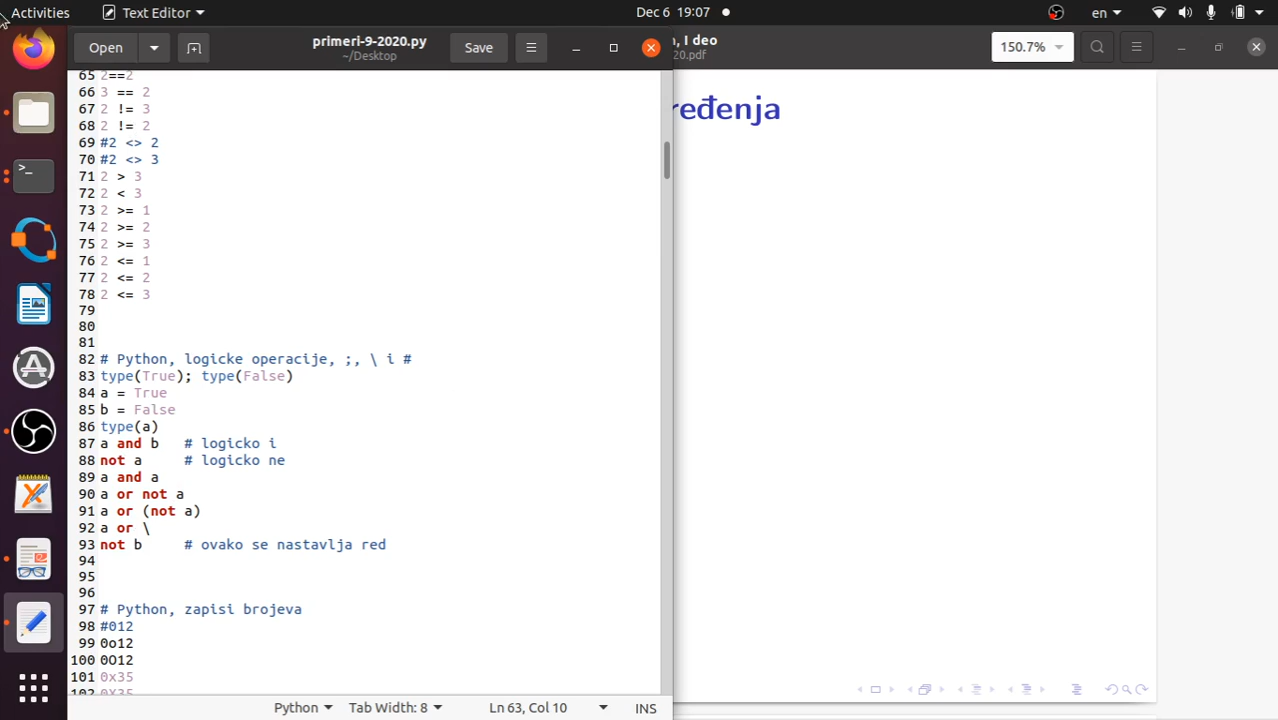 Activities
Text Editor
Dec 6 19:07
en
Open
primeri-9-2020.py
~/Desktop
Save
, I deo
20.pdf
150.7%
ređenja
65 2==2
66 3 == 2
67 2 != 3
68 2 != 2
69 #2 <> 2
70 #2 <> 3
71 2 > 3
72 2 < 3
73 2 >= 1
74 2 >= 2
75 2 >= 3
76 2 <= 1
77 2 <= 2
78 2 <= 3
79
80
81
82 # Python, logicke operacije, ;, \ i #
83 type(True); type(False)
84 a = True
85 b = False
86 type(a)
87 a and b   # logicko i
88 not a     # logicko ne
89 a and a
90 a or not a
91 a or (not a)
92 a or \
93 not b     # ovako se nastavlja red
94
95
96
97 # Python, zapisi brojeva
98 #012
99 0o12
100 0O12
101 0x35
102 0X35
Python
Tab Width: 8
Ln 63, Col 10
INS